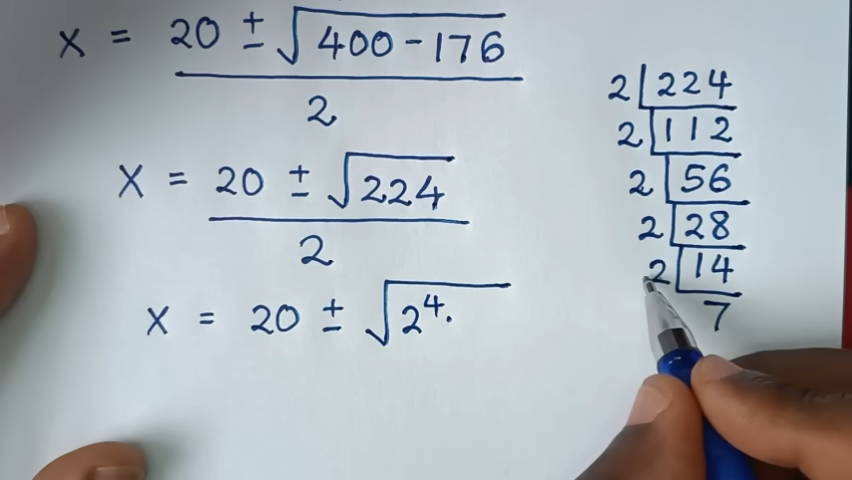 x = 20 ± √400 - 176
2
x = 20 ± √224
2
x = 20 ± √2⁴·
2 224
2 112
2 56
2 28
2 14
7